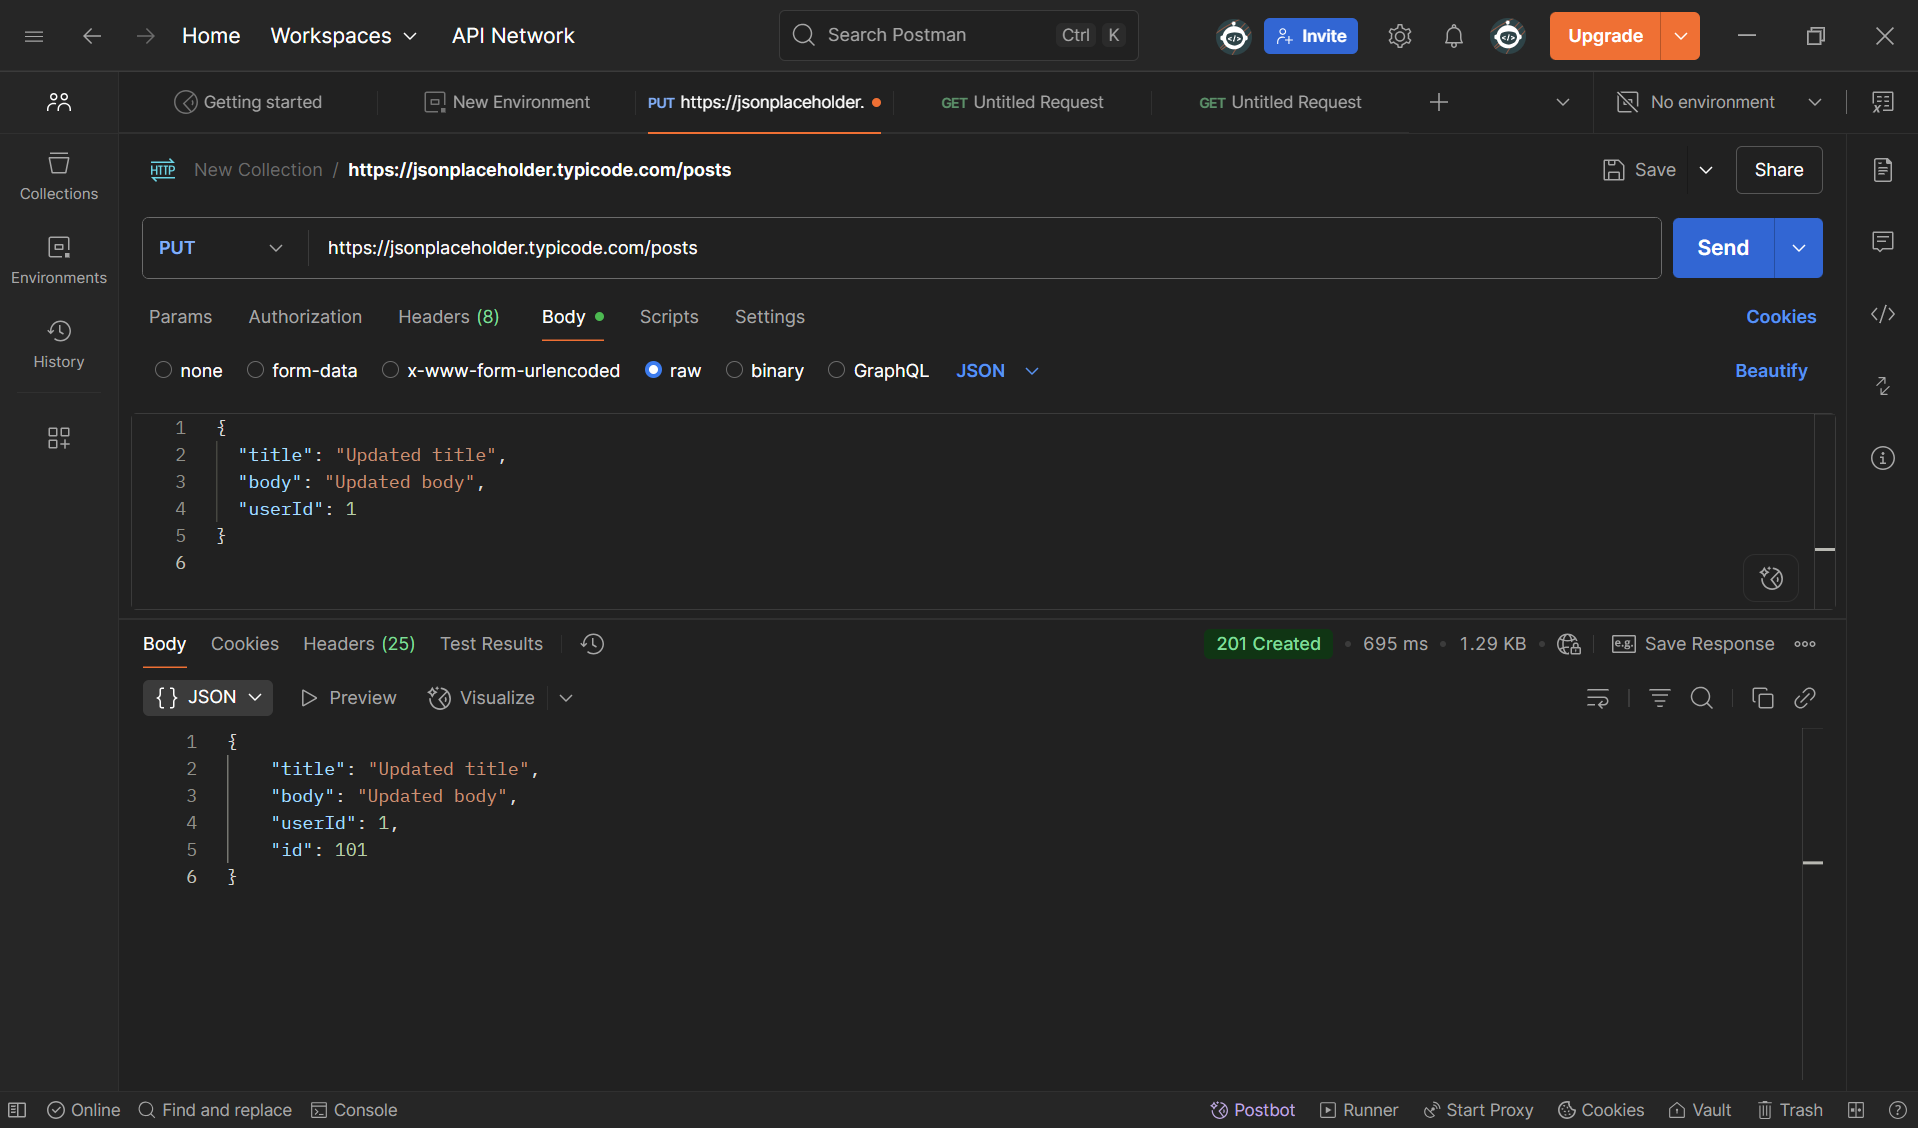 Home Workspaces API Network Search Postman Ctrl K Invite Upgrade
Getting started New Environment PUT https://jsonplaceholder. GET Untitled Request GET Untitled Request No environment
HTTP New Collection / https://jsonplaceholder.typicode.com/posts Save Share
PUT https://jsonplaceholder.typicode.com/posts Send
Collections
Environments
History
Params Authorization Headers (8) Body Scripts Settings Cookies
none form-data x-www-form-urlencoded raw binary GraphQL JSON Beautify
1 {
2 "title": "Updated title",
3 "body": "Updated body",
4 "userId": 1
5 }
6
Body Cookies Headers (25) Test Results 201 Created • 695 ms • 1.29 KB • e.g. Save Response
{} JSON Preview Visualize
1 {
2 "title": "Updated title",
3 "body": "Updated body",
4 "userId": 1,
5 "id": 101
6 }
Online Find and replace Console Postbot Runner Start Proxy Cookies Vault Trash